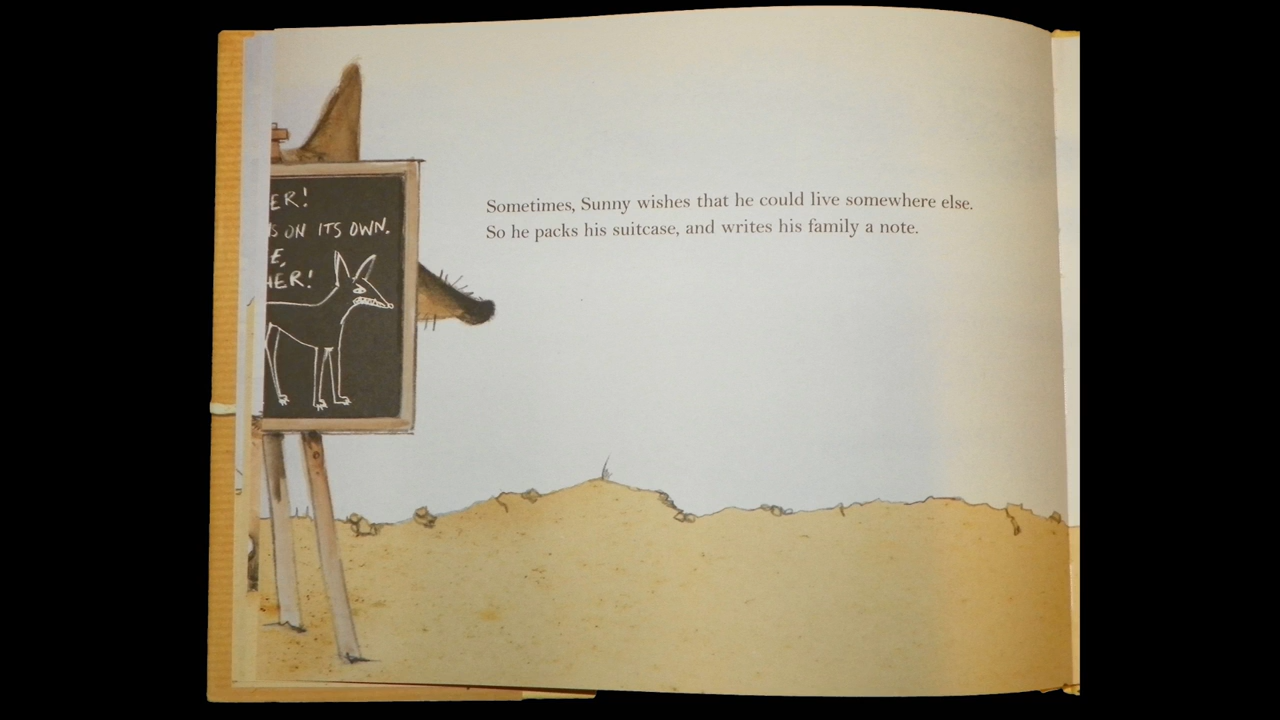 ER!
ON ITS OWN.
E,
HER!
Sometimes, Sunny wishes that he could live somewhere else.
So he packs his suitcase, and writes his family a note.